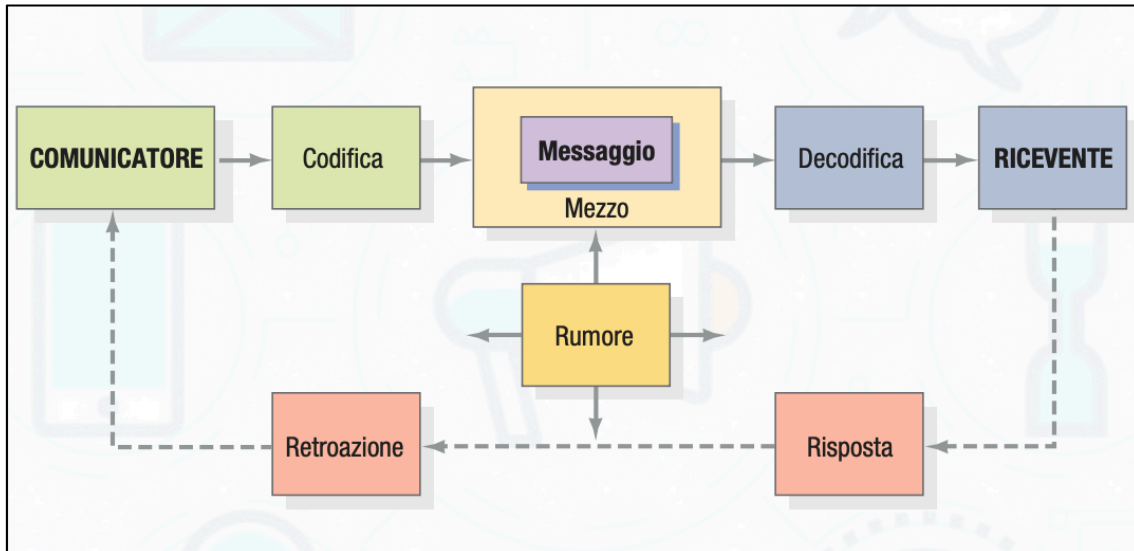 COMUNICATORE
Codifica
Messaggio
Mezzo
Decodifica
RICEVENTE
Rumore
Retroazione
Risposta